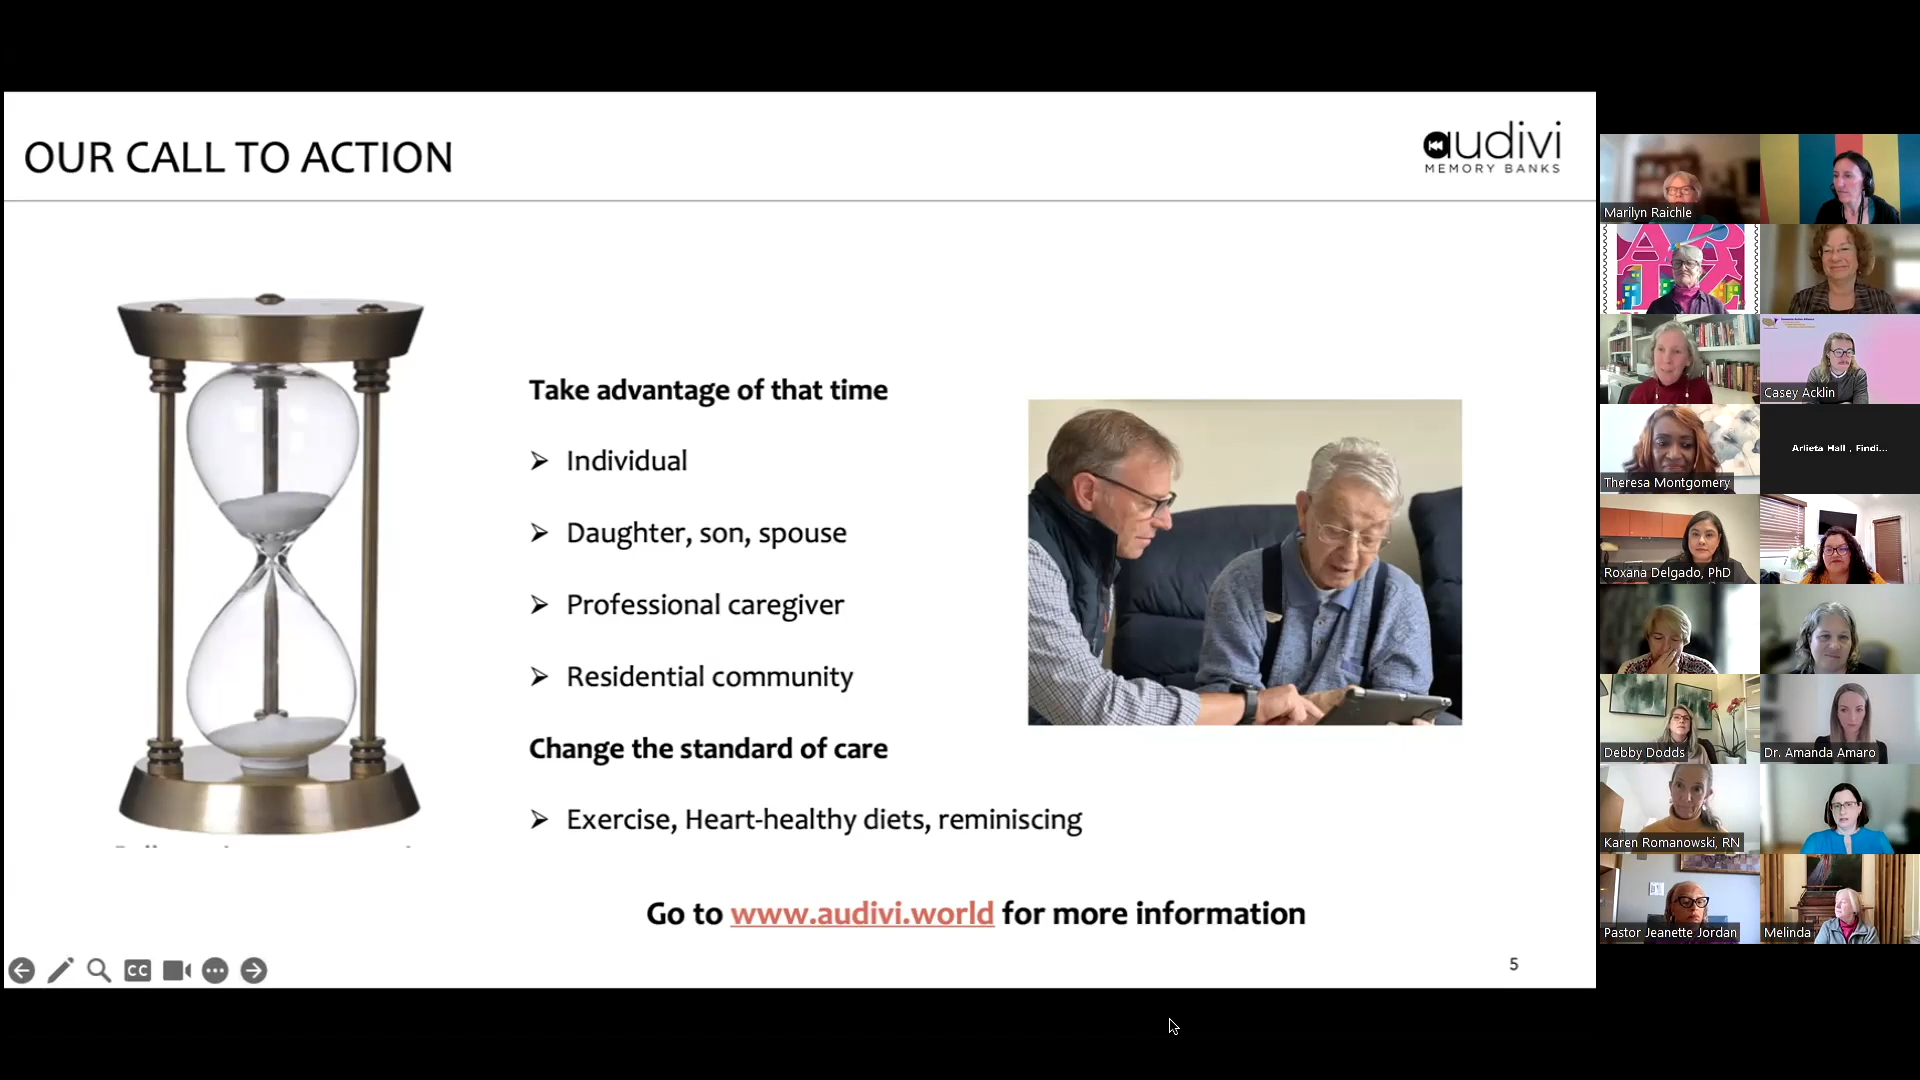 OUR CALL TO ACTION
audivi
MEMORY BANKS
Take advantage of that time
➢ Individual
➢ Daughter, son, spouse
➢ Professional caregiver
➢ Residential community
Change the standard of care
➢ Exercise, Heart-healthy diets, reminiscing
Go to www.audivi.world for more information
5
CC
Marilyn Raichle
Casey Acklin
Theresa Montgomery
Arlieta Hall , Findi...
Roxana Delgado, PhD
Debby Dodds
Dr. Amanda Amaro
Karen Romanowski, RN
Pastor Jeanette Jordan
Melinda